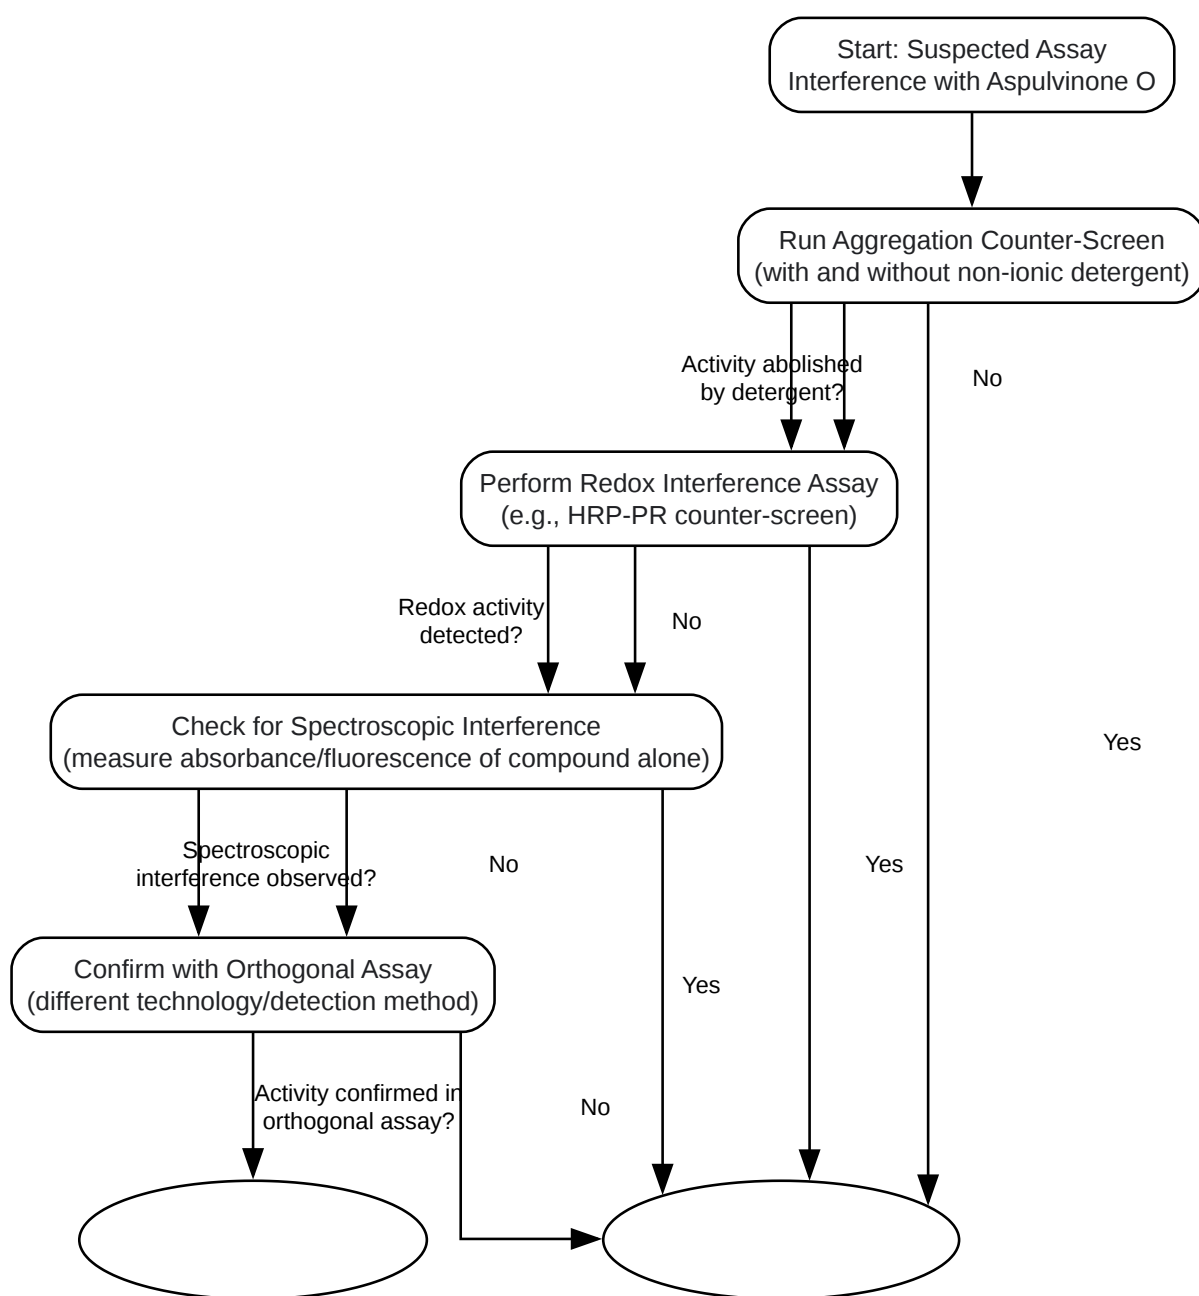 Start: Suspected Assay
Interference with Aspulvinone O
Run Aggregation Counter-Screen
(with and without non-ionic detergent)
Activity abolished
by detergent?
No
Perform Redox Interference Assay
(e.g., HRP-PR counter-screen)
Redox activity
detected?
No
Check for Spectroscopic Interference
(measure absorbance/fluorescence of compound alone)
Yes
Spectroscopic
interference observed?
No
Yes
Confirm with Orthogonal Assay
(different technology/detection method)
Yes
Activity confirmed in
orthogonal assay?
No